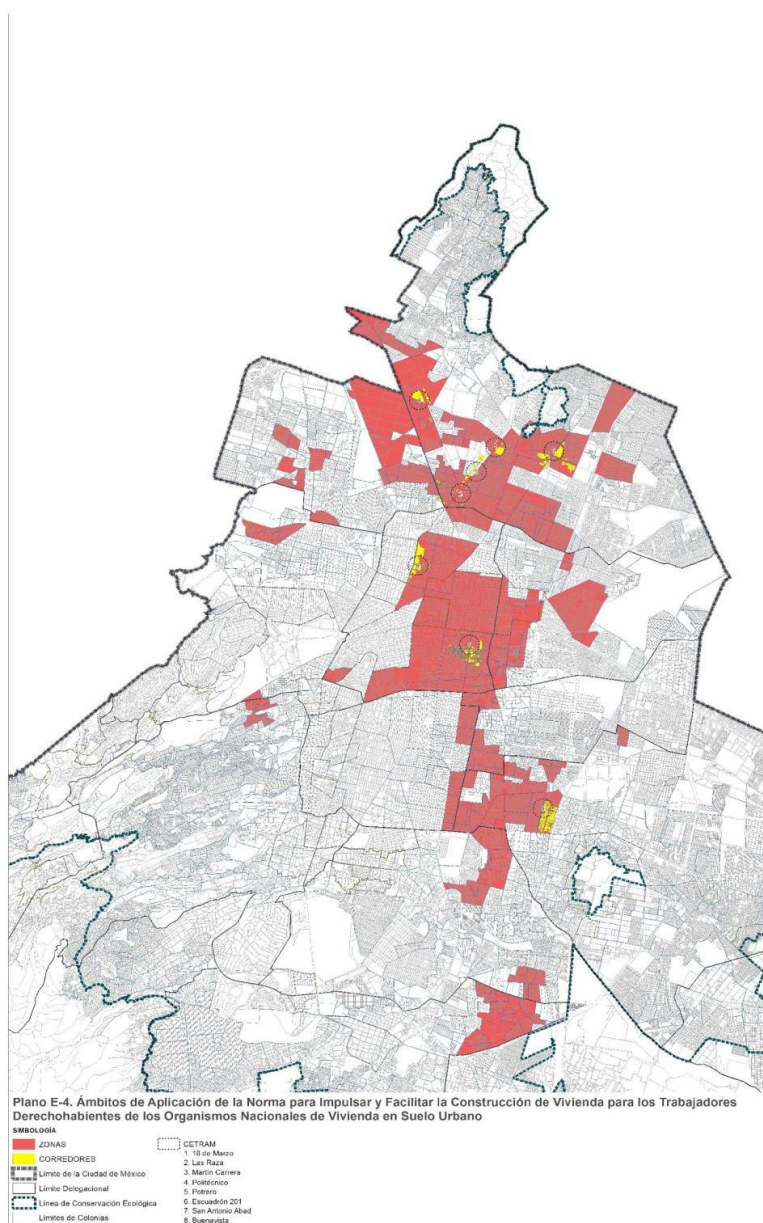 Plano E-4. Ámbitos de Aplicación de la Norma para Impulsar y Facilitar la Construcción de Vivienda para los Trabajadores
Derechohabientes de los Organismos Nacionales de Vivienda en Suelo Urbano
SIMBOLOGÍA
ZONAS
CORREDORES
Límite de la Ciudad de México
Límite Delegacional
Línea de Conservación Ecológica
Límites de Colonias
CETRAM
1. 18 de Marzo
2. Las Raza
3. Martín Carrera
4. Politécnico
5. Potrero
6. Escuadrón 201
7. San Antonio Abad
8. Buenavista